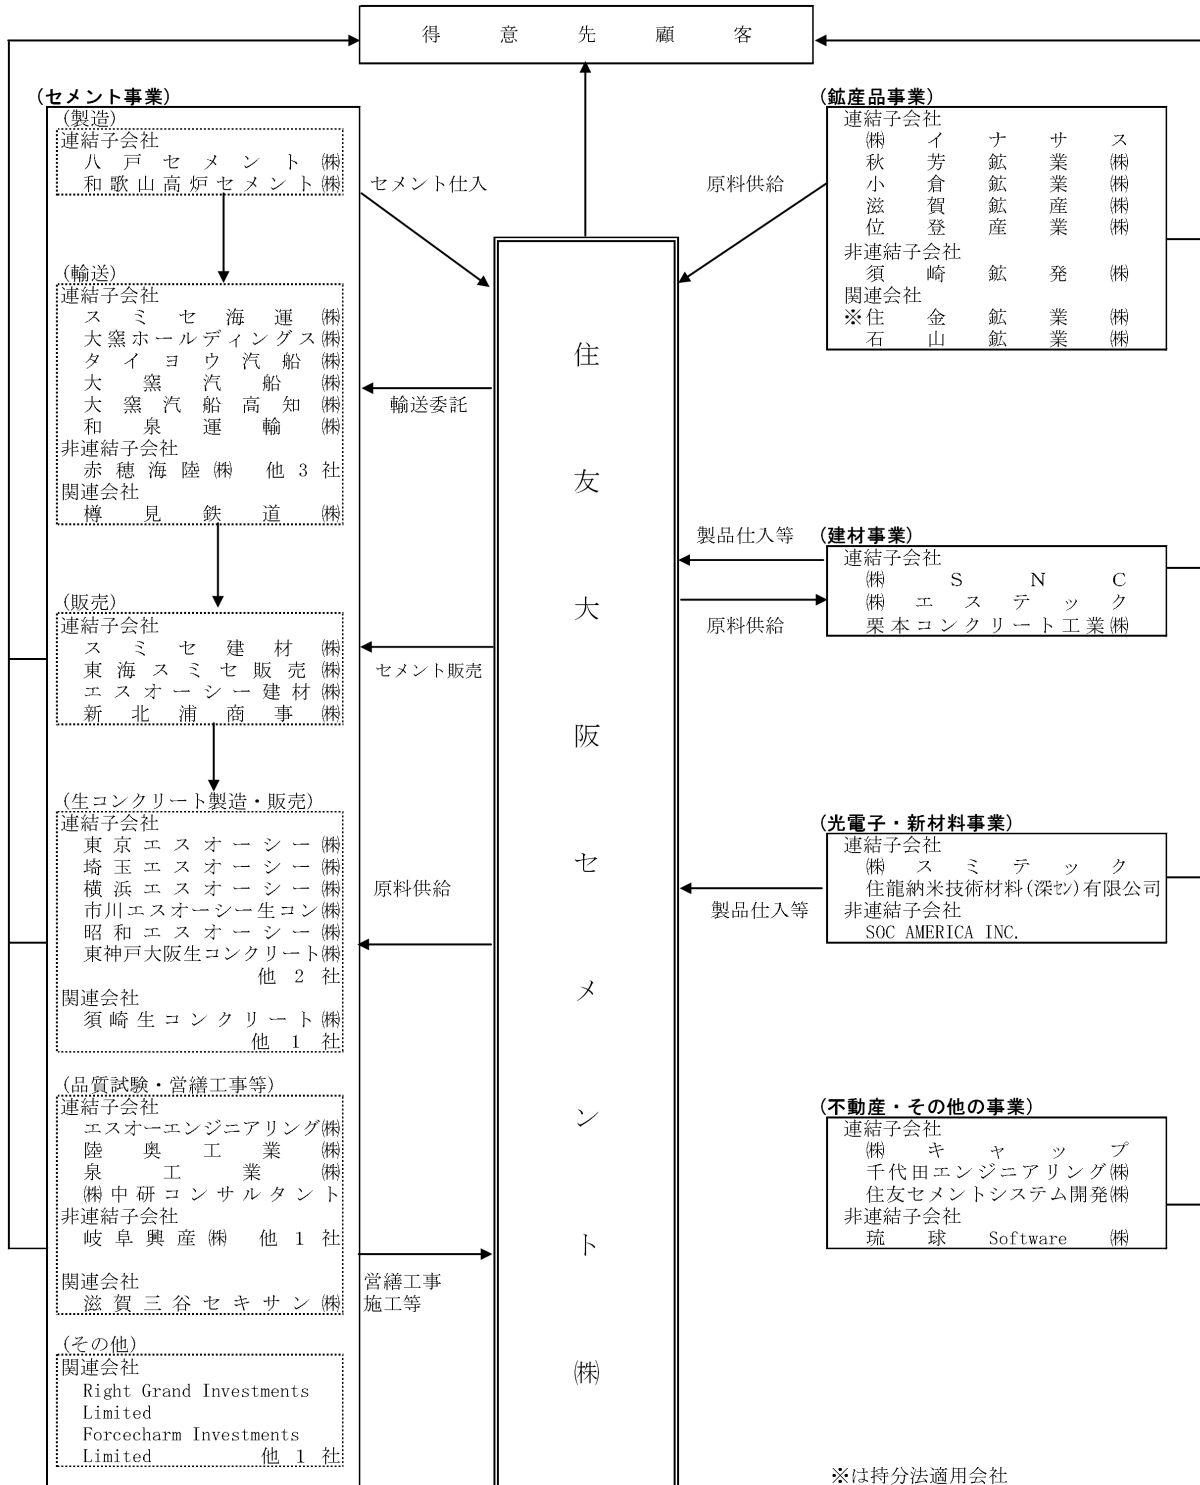 得意先顧客
(セメント事業)
(製造)
連結子会社
八戸セメント㈱
和歌山高炉セメント㈱
セメント仕入
(輸送)
連結子会社
スミセ海運㈱
大窯ホールディングス㈱
タイヨウ汽船㈱
大窯汽船㈱
大窯汽船高知㈱
和泉運輸㈱
非連結子会社
赤穂海陸㈱ 他3社
関連会社
樽見鉄道㈱
輸送委託
(販売)
連結子会社
スミセ建材㈱
東海スミセ販売㈱
エスオーシー建材㈱
新北浦商事㈱
セメント販売
(生コンクリート製造・販売)
連結子会社
東京エスオーシー㈱
埼玉エスオーシー㈱
横浜エスオーシー㈱
市川エスオーシー生コン㈱
昭和エスオーシー㈱
東神戸大阪生コンクリート㈱
他2社
関連会社
須崎生コンクリート㈱
他1社
原料供給
(品質試験・営繕工事等)
連結子会社
エスオーエンジニアリング㈱
陸奥工業㈱
泉工業㈱
㈱中研コンサルタント
非連結子会社
岐阜興産㈱ 他1社
関連会社
滋賀三谷セキサン㈱
営繕工事
施工等
(その他)
関連会社
Right Grand Investments
Limited
Forcecharm Investments
Limited 他1社
住友大阪セメント㈱
(鉱産品事業)
連結子会社
㈱イナサス
秋芳鉱業㈱
小倉鉱業㈱
滋賀鉱産㈱
位登産業㈱
非連結子会社
須崎鉱発㈱
関連会社
※住金鉱業㈱
石山鉱業㈱
原料供給
(建材事業)
連結子会社
㈱SNC
㈱エステック
栗本コンクリート工業㈱
製品仕入等
原料供給
(光電子・新材料事業)
連結子会社
㈱スミテック
住龍納米技術材料(深セン)有限公司
非連結子会社
SOC AMERICA INC.
製品仕入等
(不動産・その他の事業)
連結子会社
㈱キャップ
千代田エンジニアリング㈱
住友セメントシステム開発㈱
非連結子会社
琉球 Software ㈱
※は持分法適用会社